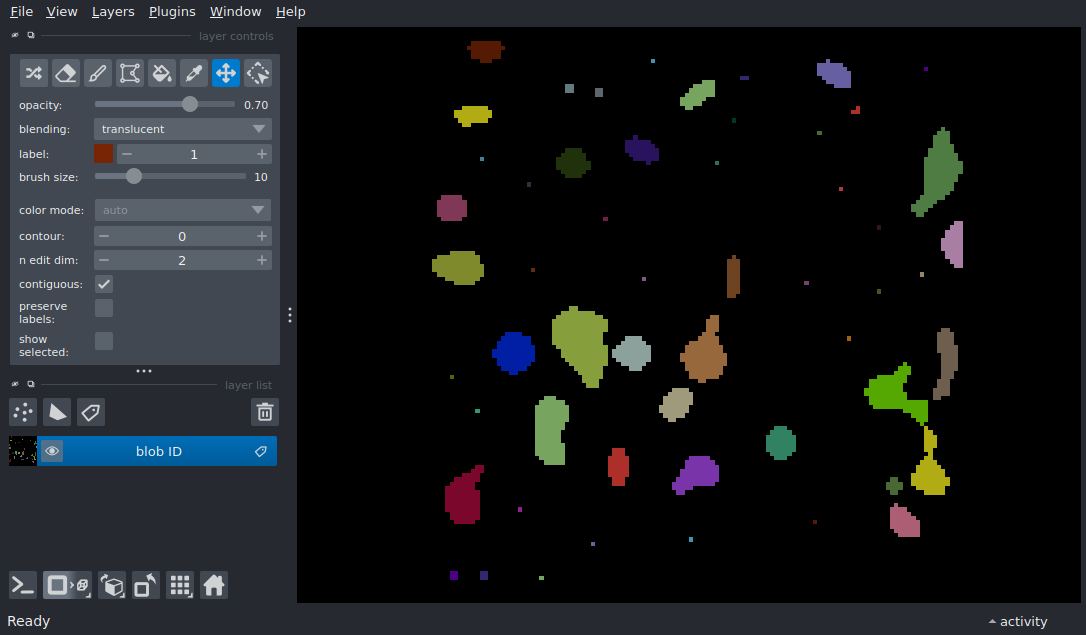 File View Layers Plugins Window Help
layer controls
opacity: 0.70
blending: translucent
label: 1
brush size: 10
color mode: auto
contour: 0
n edit dim: 2
contiguous:
preserve
labels:
show
selected:
layer list
blob ID
Ready
activity